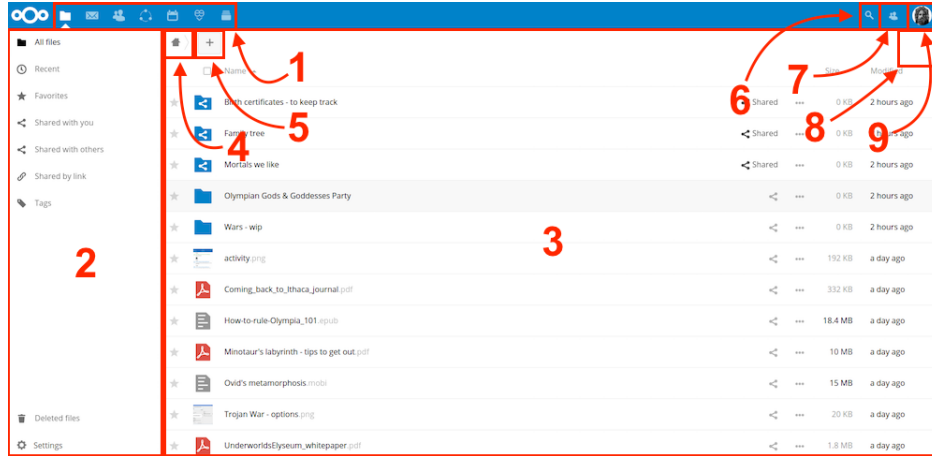 All files
Recent
Favorites
Shared with you
Shared with others
Shared by link
Tags
Deleted files
Settings
+
Name Size Modified
Birth certificates - to keep track Shared ... 0 KB 2 hours ago
Family tree Shared ... 0 KB 2 hours ago
Mortals we like Shared ... 0 KB 2 hours ago
Olympian Gods & Goddesses Party ... 0 KB 2 hours ago
Wars - wip ... 0 KB 2 hours ago
activity.png ... 192 KB a day ago
Coming_back_to_Ithaca_journal.pdf ... 332 KB a day ago
How-to-rule-Olympia_101.epub ... 18.4 MB a day ago
Minotaur's labyrinth - tips to get out.pdf ... 10 MB a day ago
Ovid's metamorphosis.mobi ... 15 MB a day ago
Trojan War - options.png ... 20 KB a day ago
UnderworldsElyseum_whitepaper.pdf ... 1.8 MB a day ago
1
2
3
4
5
6
7
8
9